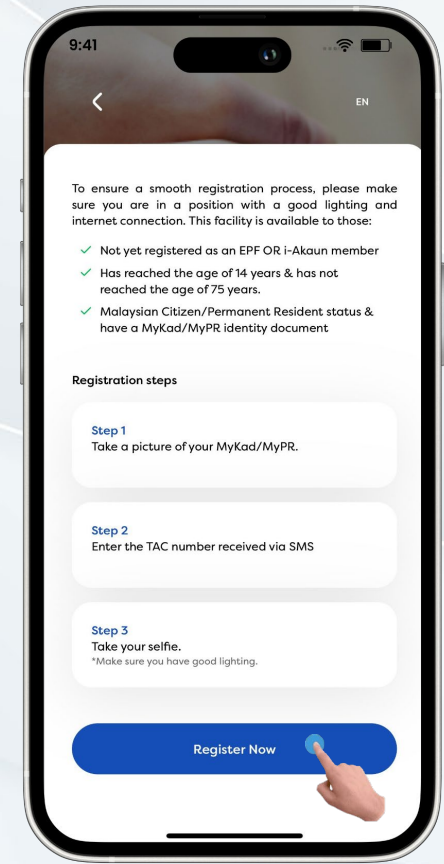 9:41
EN
To ensure a smooth registration process, please make
sure you are in a position with a good lighting and
internet connection. This facility is available to those:
Not yet registered as an EPF OR i-Akaun member
Has reached the age of 14 years & has not
reached the age of 75 years.
Malaysian Citizen/Permanent Resident status &
have a MyKad/MyPR identity document
Registration steps
Step 1
Take a picture of your MyKad/MyPR.
Step 2
Enter the TAC number received via SMS
Step 3
Take your selfie.
*Make sure you have good lighting.
Register Now